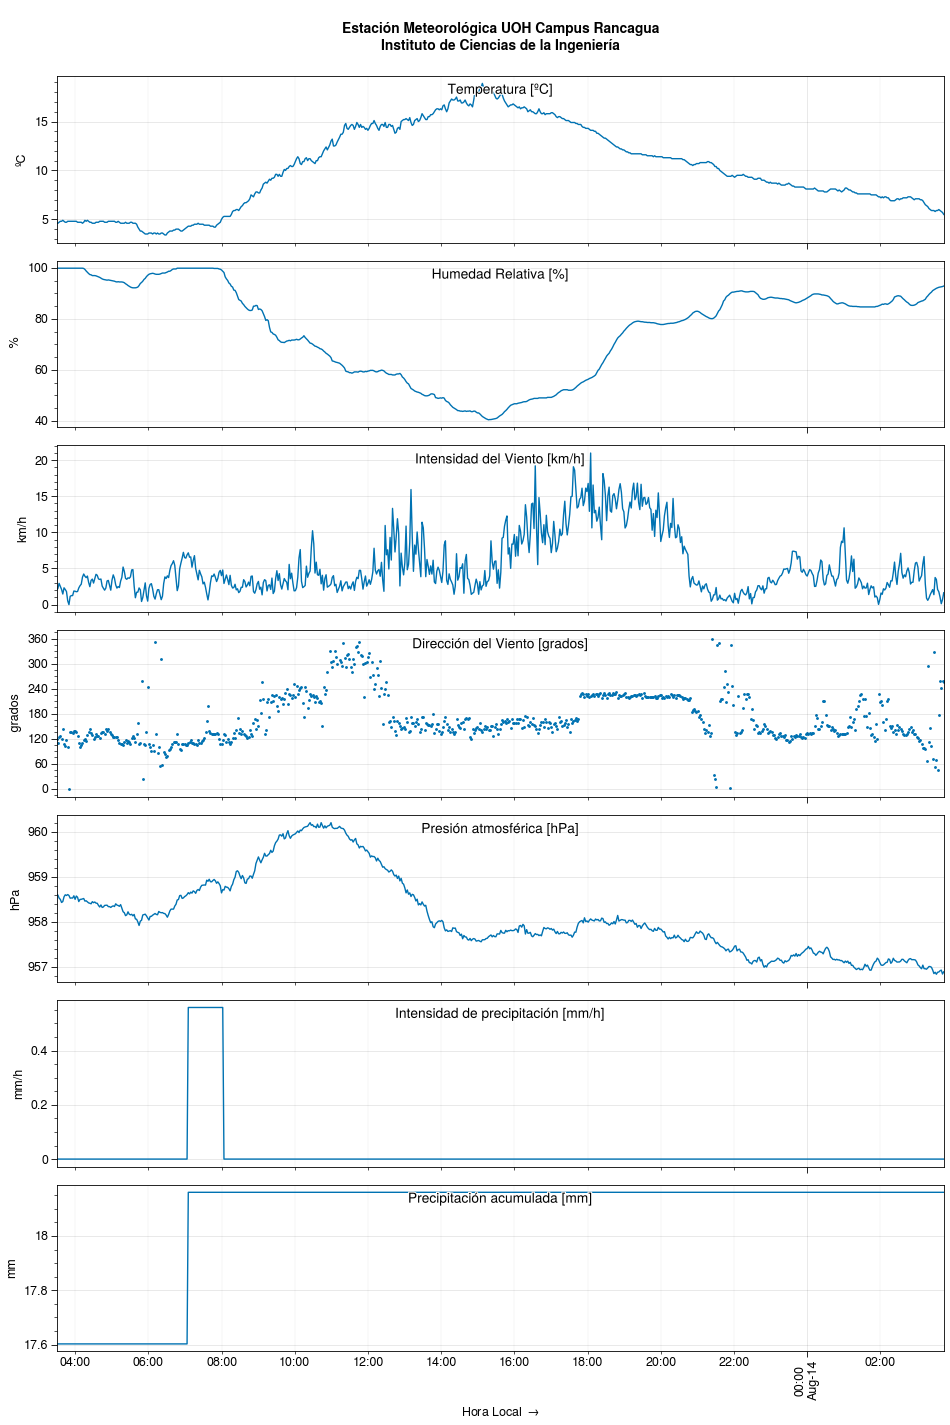 Estación Meteorológica UOH Campus Rancagua
Instituto de Ciencias de la Ingeniería
Temperatura [ºC]
ºC
15
10
5
Humedad Relativa [%]
%
100
80
60
40
Intensidad del Viento [km/h]
km/h
20
15
10
5
0
Dirección del Viento [grados]
grados
360
300
240
180
120
60
0
Presión atmosférica [hPa]
hPa
960
959
958
957
Intensidad de precipitación [mm/h]
mm/h
0.4
0.2
0
Precipitación acumulada [mm]
mm
18
17.8
17.6
04:00 06:00 08:00 10:00 12:00 14:00 16:00 18:00 20:00 22:00 00:00 02:00
Aug-14
Hora Local →